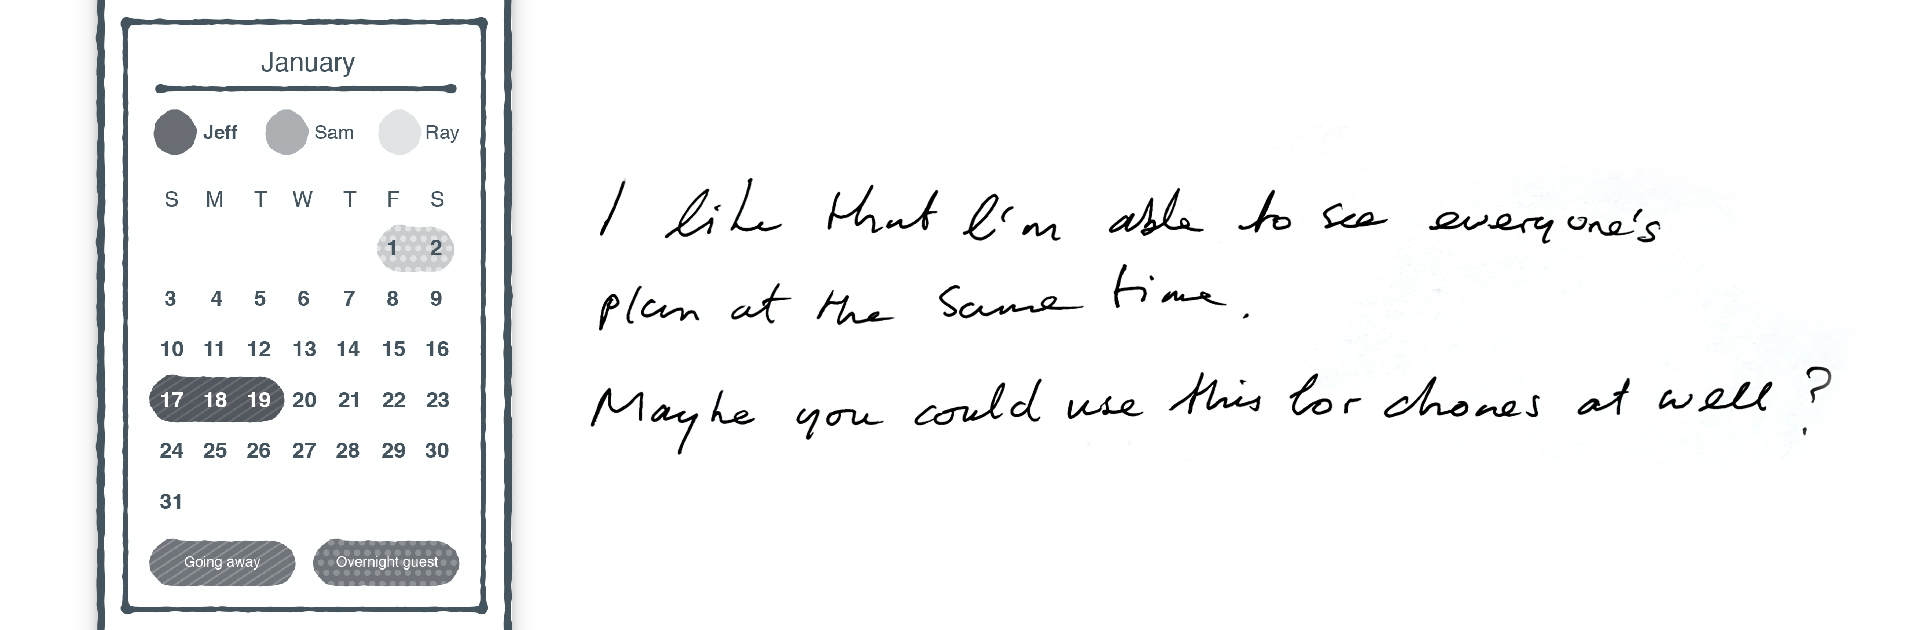 January
Jeff Sam Ray
S M T W T F S
1 2
3 4 5 6 7 8 9
10 11 12 13 14 15 16
17 18 19 20 21 22 23
24 25 26 27 28 29 30
31
Going away Overnight guest
I like that I'm able to see everyone's
plan at the same time.
Maybe you could use this for chores at well?